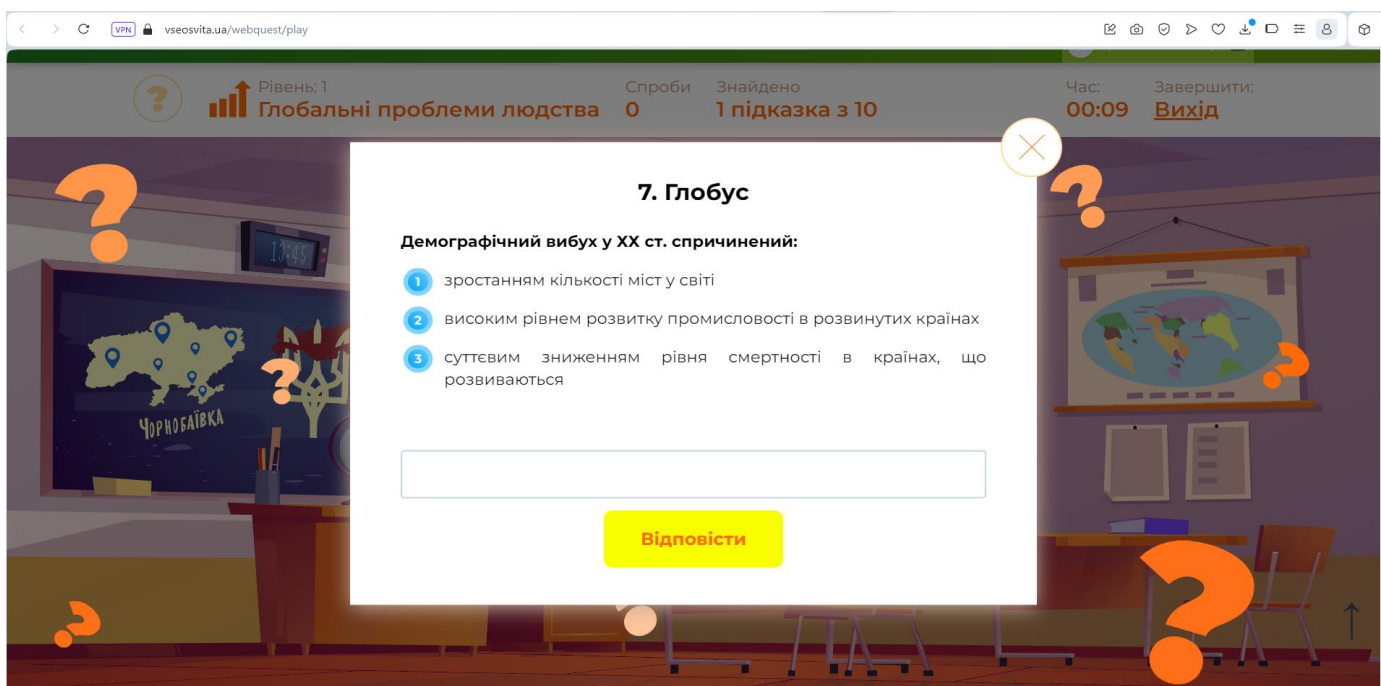 VPN vseosvita.ua/webquest/play
Рівень: 1
Глобальні проблеми людства
Спроби
0
Знайдено
1 підказка з 10
Час:
00:09
Завершити:
Вихід
7. Глобус
Демографічний вибух у ХХ ст. спричинений:
1 зростанням кількості міст у світі
2 високим рівнем розвитку промисловості в розвинутих країнах
3 суттєвим зниженням рівня смертності в країнах, що
розвиваються
Відповісти
13:45
ЧОРНОБАЇВКА